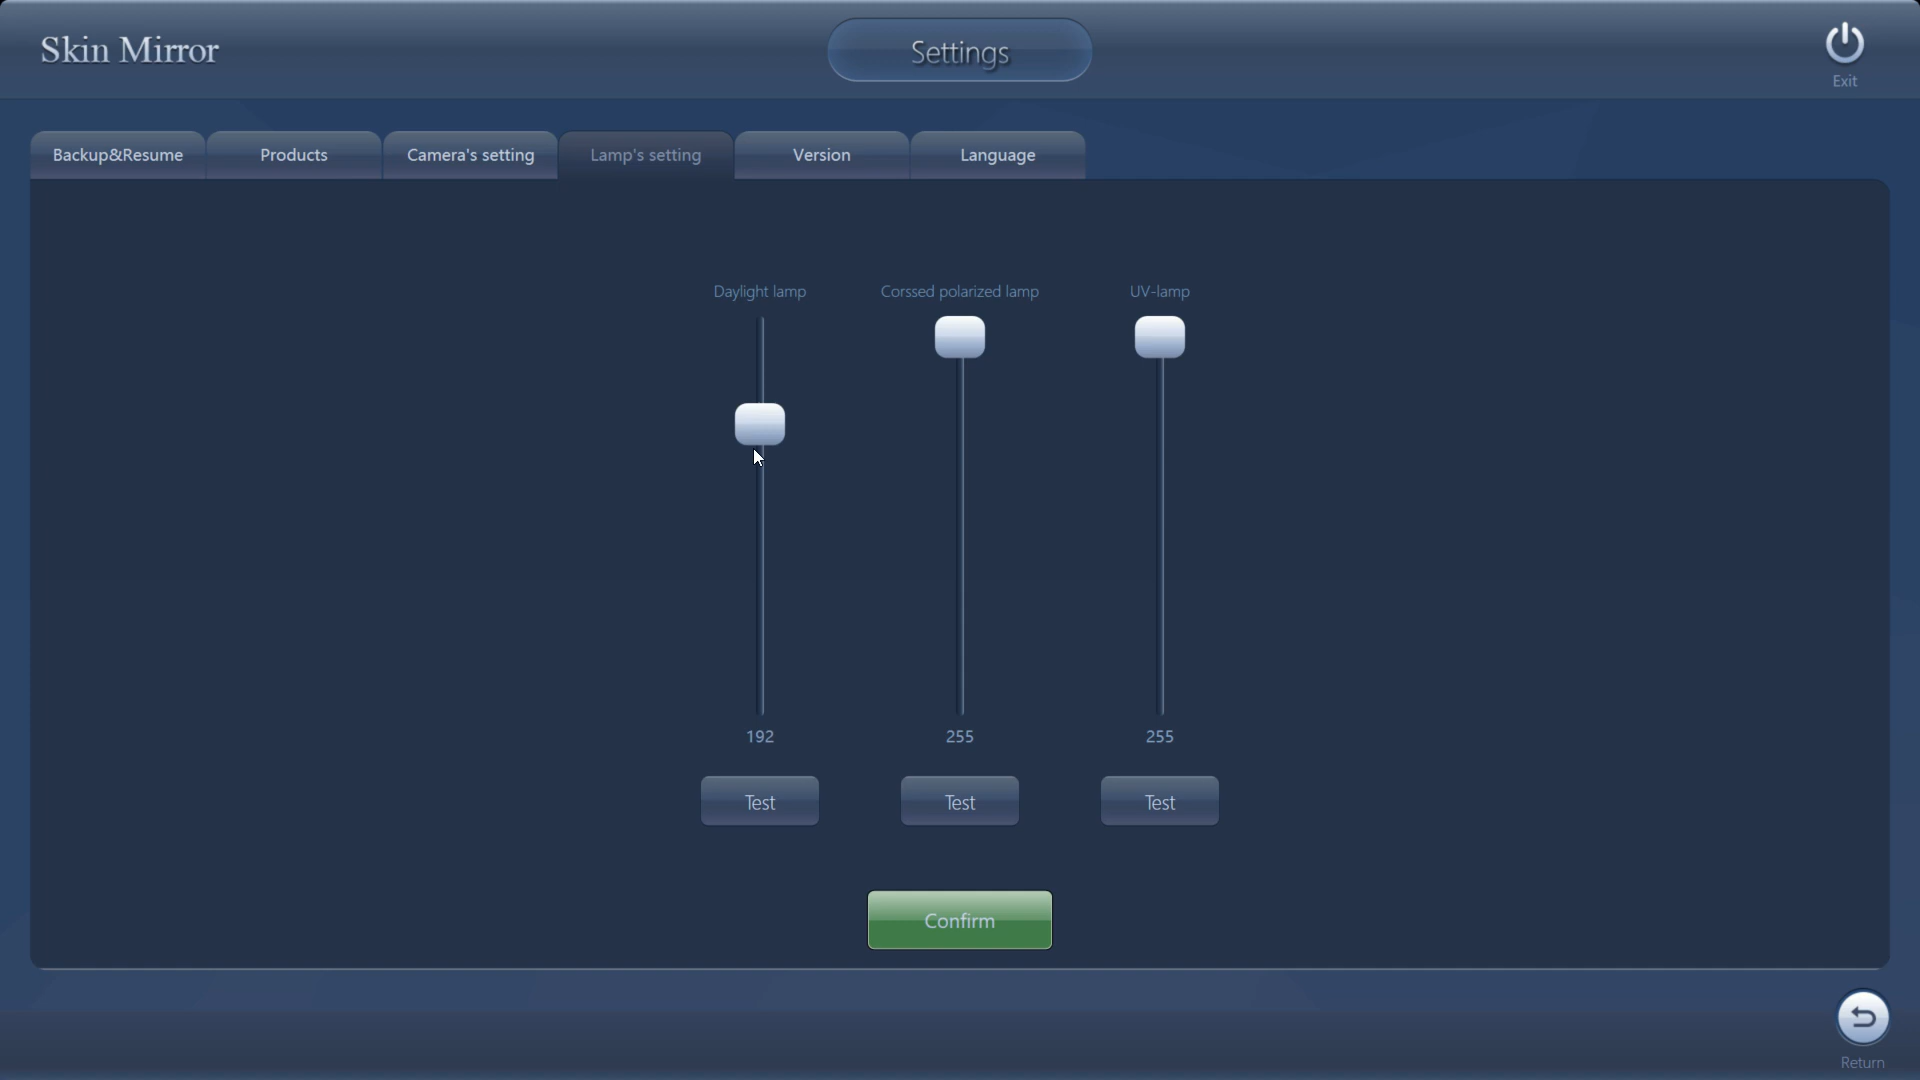 Skin Mirror
Settings
Exit
Backup&Resume
Products
Camera's setting
Lamp's setting
Version
Language
Daylight lamp
Corssed polarized lamp
UV-lamp
192
255
255
Test
Test
Test
Confirm
Return